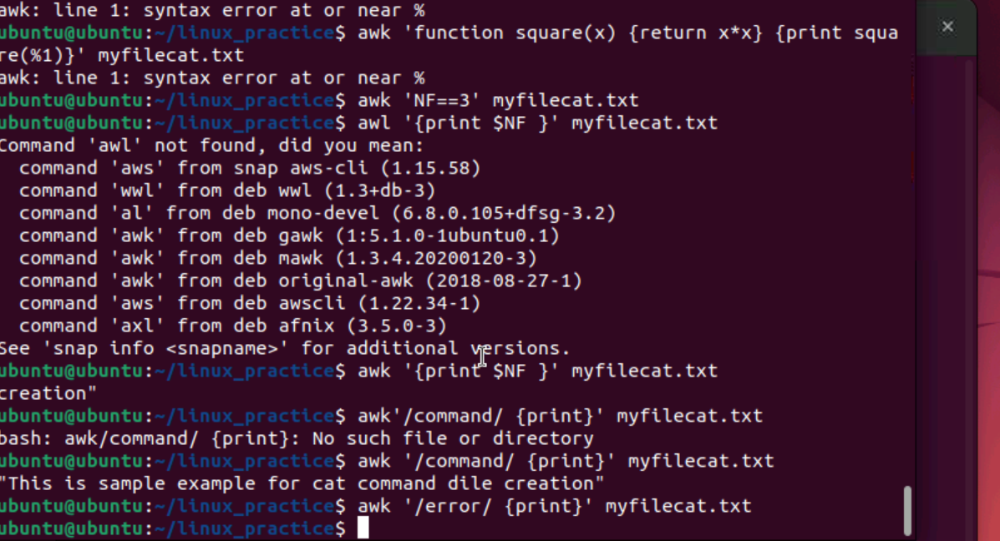 awk: line 1: syntax error at or near %
ubuntu@ubuntu:~/linux_practice$ awk 'function square(x) {return x*x} {print squa
re(%1)}' myfilecat.txt
awk: line 1: syntax error at or near %
ubuntu@ubuntu:~/linux_practice$ awk 'NF==3' myfilecat.txt
ubuntu@ubuntu:~/linux_practice$ awl '{print $NF }' myfilecat.txt
Command 'awl' not found, did you mean:
  command 'aws' from snap aws-cli (1.15.58)
  command 'wwl' from deb wwl (1.3+db-3)
  command 'al' from deb mono-devel (6.8.0.105+dfsg-3.2)
  command 'awk' from deb gawk (1:5.1.0-1ubuntu0.1)
  command 'awk' from deb mawk (1.3.4.20200120-3)
  command 'awk' from deb original-awk (2018-08-27-1)
  command 'aws' from deb awscli (1.22.34-1)
  command 'axl' from deb afnix (3.5.0-3)
See 'snap info <snapname>' for additional versions.
ubuntu@ubuntu:~/linux_practice$ awk '{print $NF }' myfilecat.txt
creation"
ubuntu@ubuntu:~/linux_practice$ awk'/command/ {print}' myfilecat.txt
bash: awk/command/ {print}: No such file or directory
ubuntu@ubuntu:~/linux_practice$ awk '/command/ {print}' myfilecat.txt
"This is sample example for cat command dile creation"
ubuntu@ubuntu:~/linux_practice$ awk '/error/ {print}' myfilecat.txt
ubuntu@ubuntu:~/linux_practice$